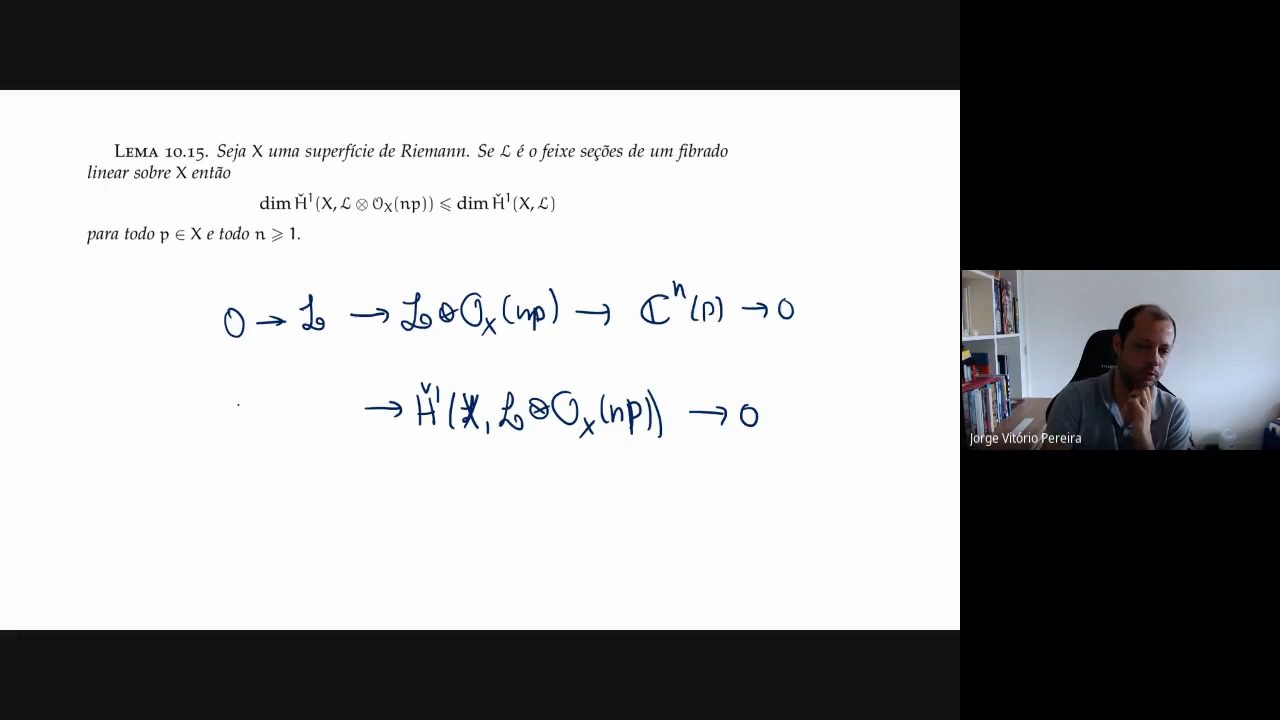 LEMA 10.15. Seja X uma superfície de Riemann. Se ℒ é o feixe seções de um fibrado
linear sobre X então
dim Ȟ¹(X, ℒ ⊗ 𝒪_X(np)) ⩽ dim Ȟ¹(X, ℒ)
para todo p ∈ X e todo n ⩾ 1.
0 → ℒ → ℒ ⊗ 𝒪_X(np) → ℂⁿ(p) → 0
→ Ȟ¹(X, ℒ ⊗ 𝒪_X(np)) → 0
Jorge Vitório Pereira